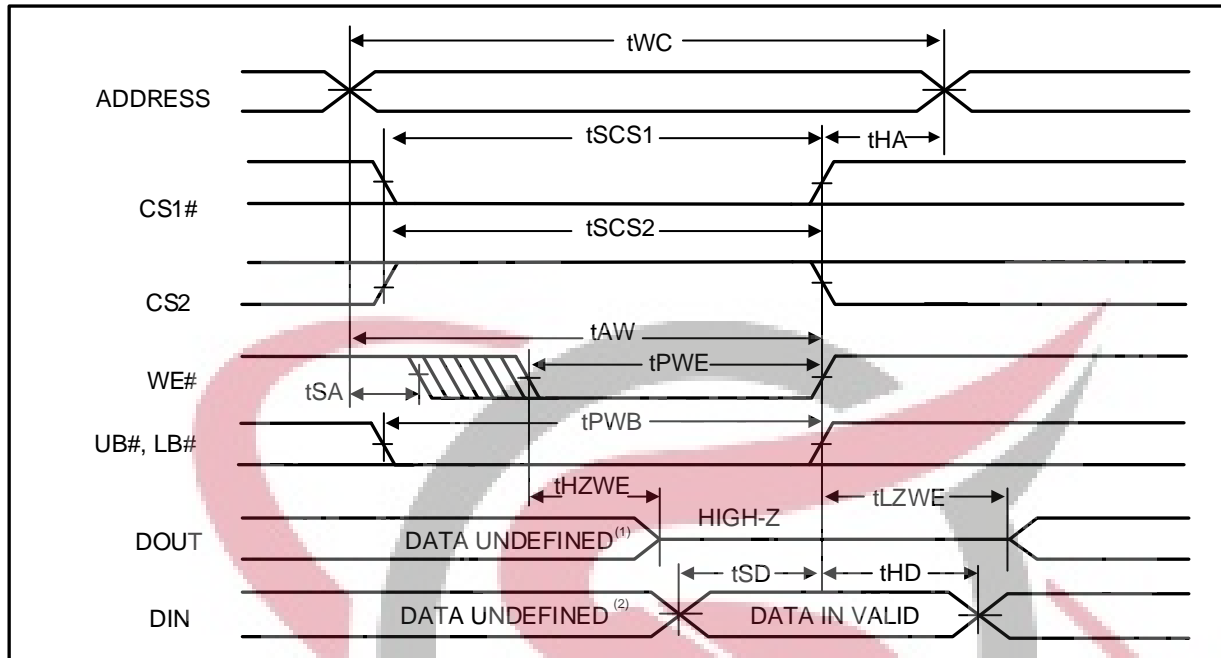 tWC
ADDRESS
tSCS1
tHA
CS1#
tSCS2
CS2
tAW
WE#
tPWE
tSA
tPWB
UB#, LB#
tHZWE
tLZWE
HIGH-Z
DOUT
DATA UNDEFINED(1)
tSD
tHD
DIN
DATA UNDEFINED (2)
DATA IN VALID